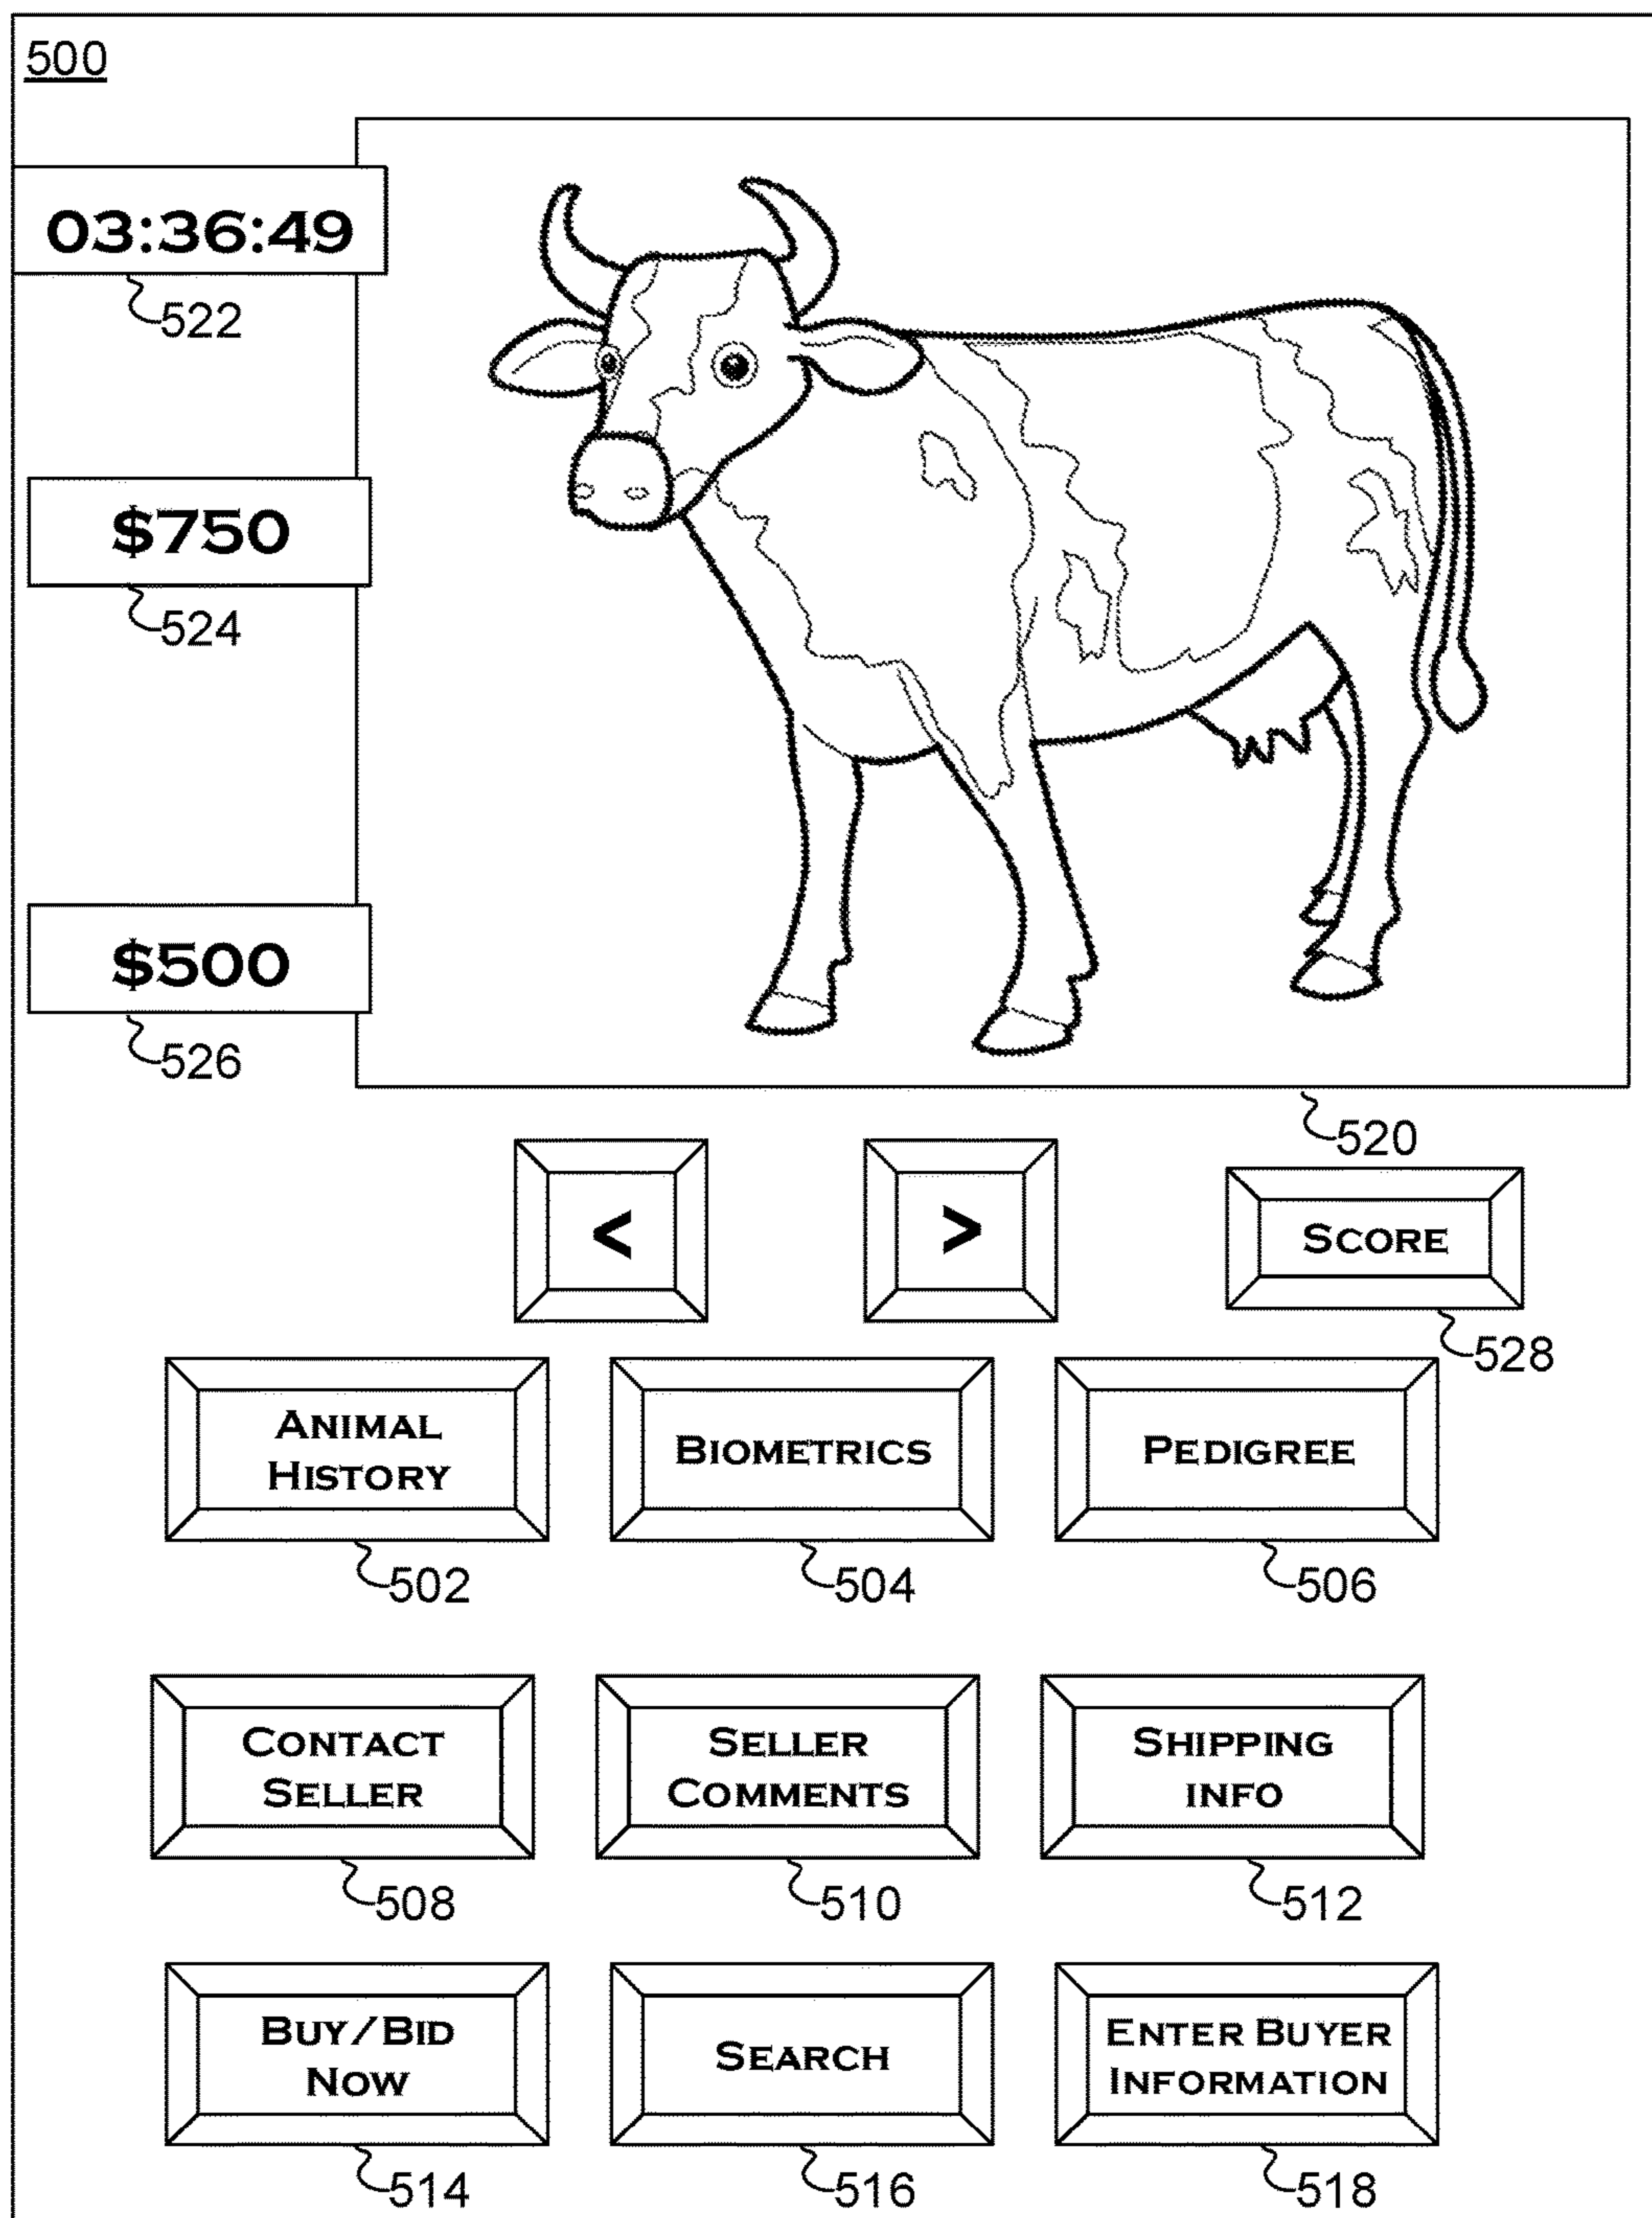 500
03:36:49
522
$750
524
$500
526
520
<
>
SCORE
528
ANIMAL
HISTORY
BIOMETRICS
PEDIGREE
502
504
506
CONTACT
SELLER
SELLER
COMMENTS
SHIPPING
INFO
508
510
512
BUY/BID
NOW
SEARCH
ENTER BUYER
INFORMATION
514
516
518